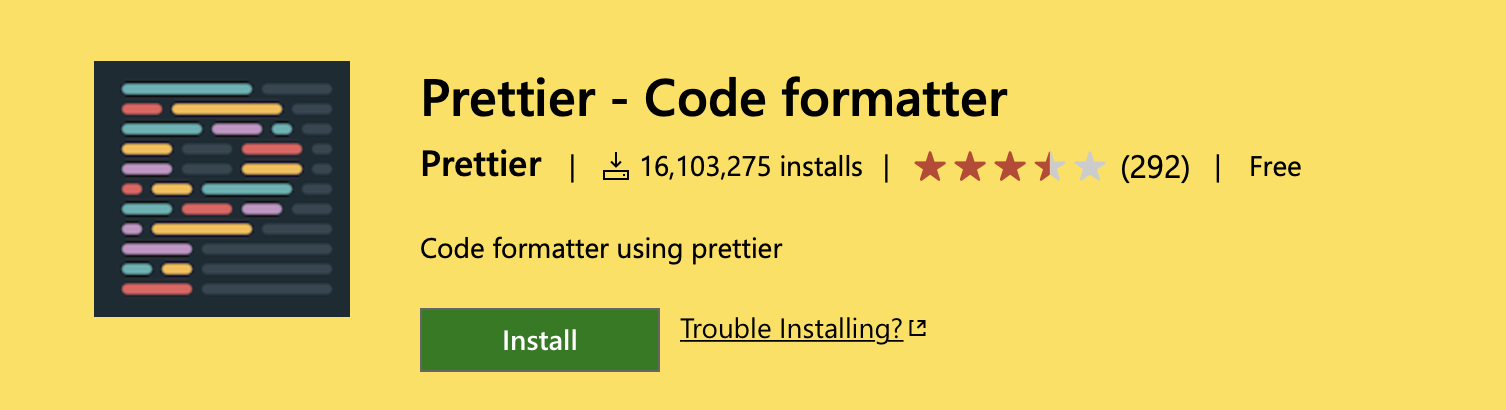 Prettier - Code formatter
Prettier | 16,103,275 installs | (292) | Free
Code formatter using prettier
Install Trouble Installing?